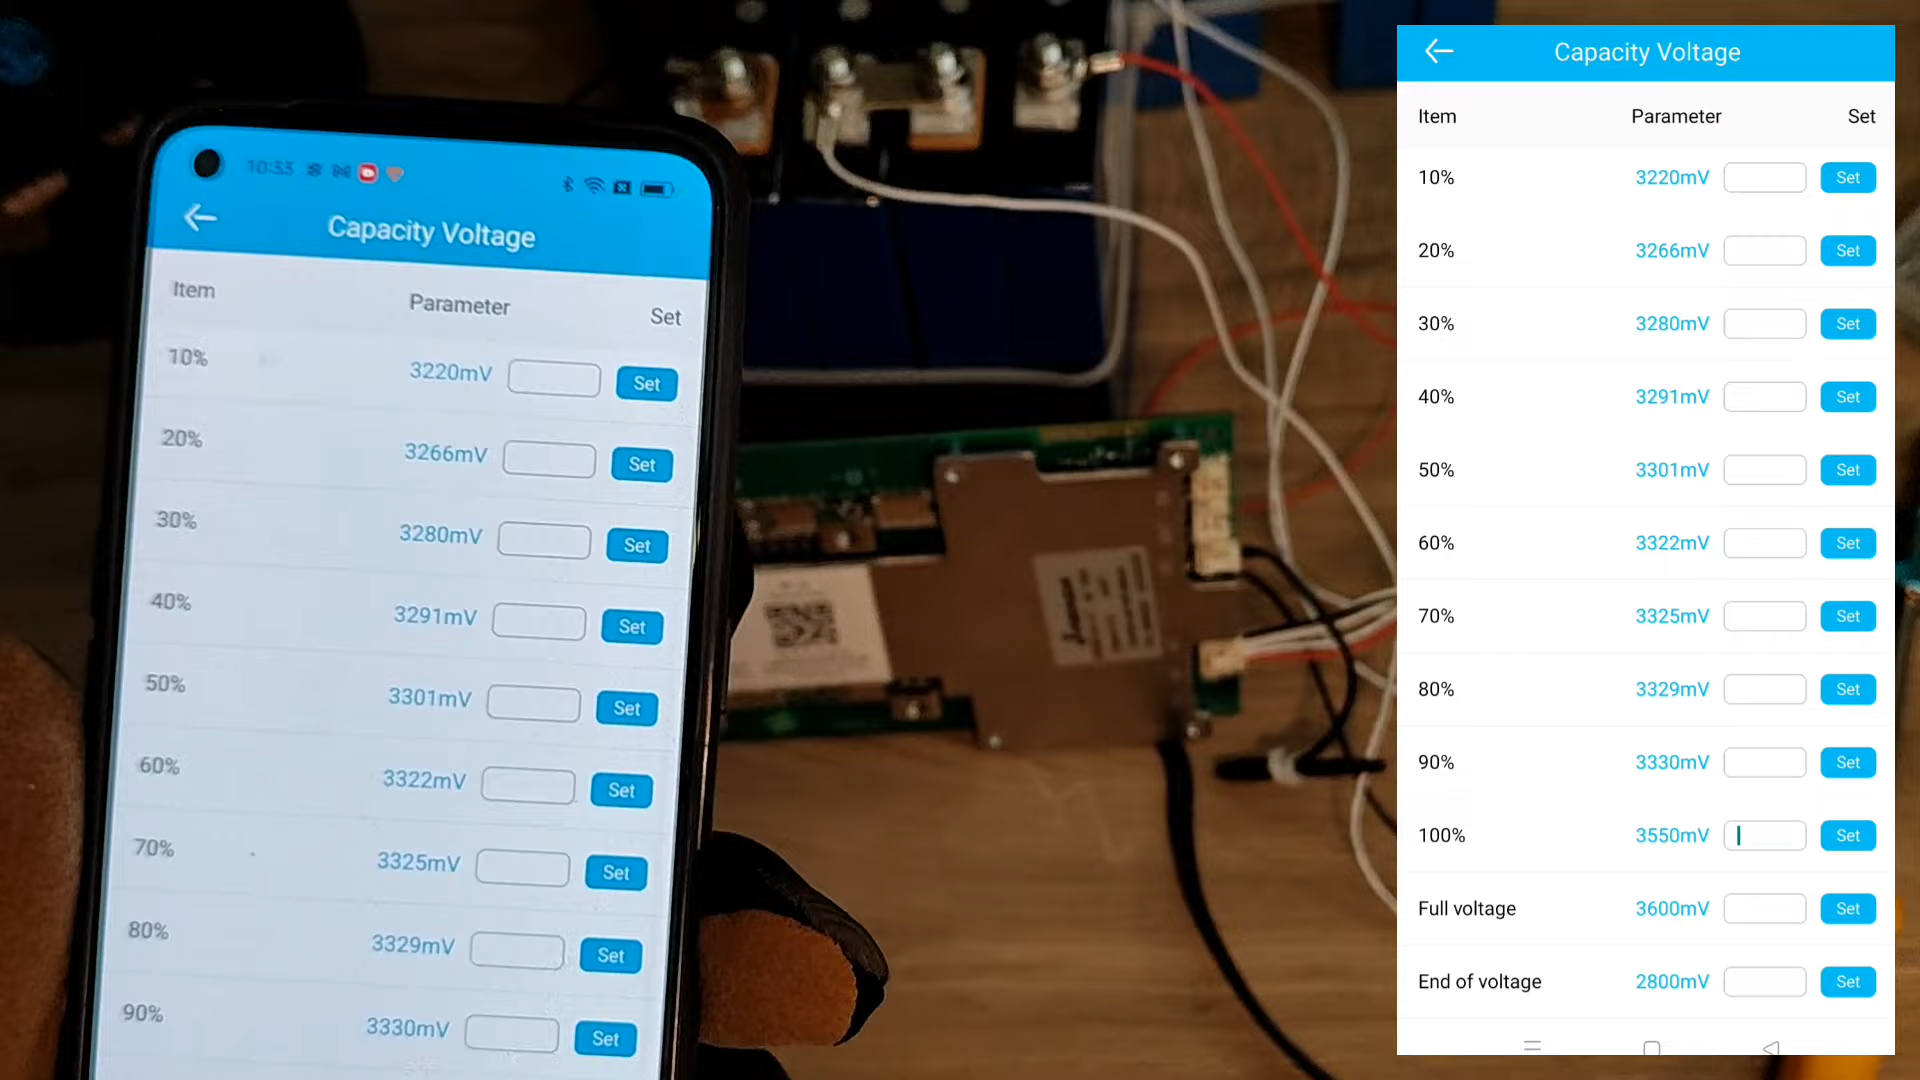 10:55
Capacity Voltage
Item Parameter Set
10% 3220mV Set
20% 3266mV Set
30% 3280mV Set
40% 3291mV Set
50% 3301mV Set
60% 3322mV Set
70% 3325mV Set
80% 3329mV Set
90% 3330mV Set
Capacity Voltage
Item Parameter Set
10% 3220mV Set
20% 3266mV Set
30% 3280mV Set
40% 3291mV Set
50% 3301mV Set
60% 3322mV Set
70% 3325mV Set
80% 3329mV Set
90% 3330mV Set
100% 3550mV Set
Full voltage 3600mV Set
End of voltage 2800mV Set